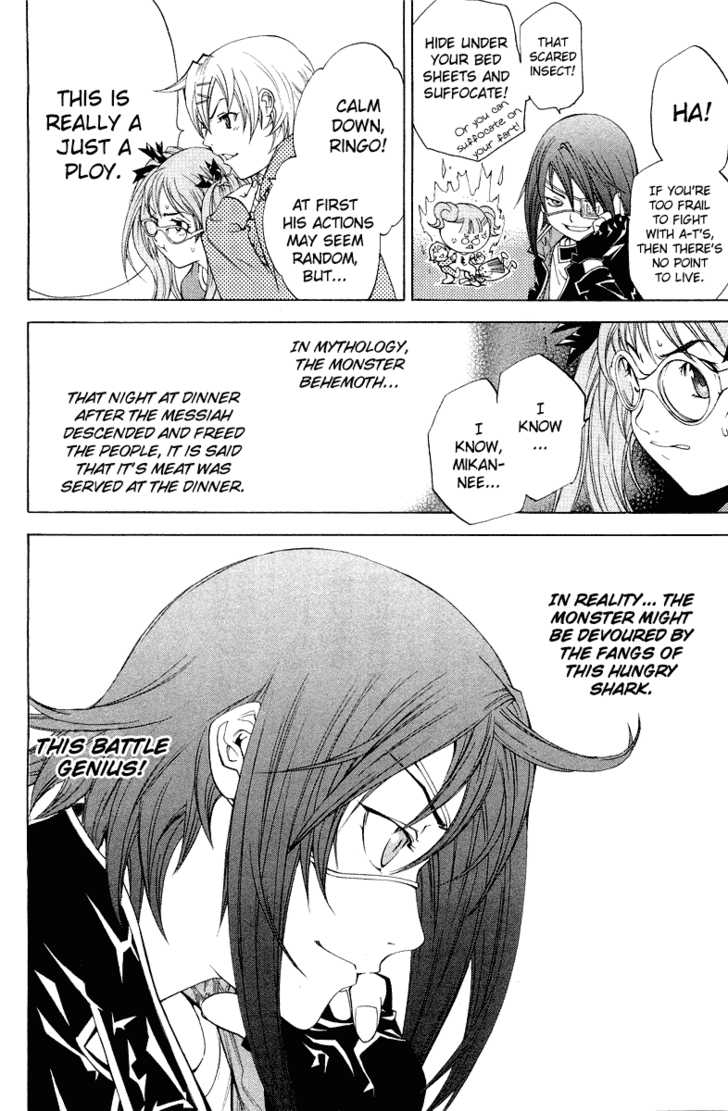 HA!
IF YOU'RE
TOO FRAIL
TO FIGHT
WITH A-T'S,
THEN THERE'S
NO POINT
TO LIVE.
THAT
SCARED
INSECT!
HIDE UNDER
YOUR BED
SHEETS AND
SUFFOCATE!
Or you can
suffocate on
your fart!
CALM
DOWN,
RINGO!
AT FIRST
HIS ACTIONS
MAY SEEM
RANDOM,
BUT...
THIS IS
REALLY A
JUST A
PLOY.
I
KNOW
...
I
KNOW,
MIKAN-
NEE...
IN MYTHOLOGY,
THE MONSTER
BEHEMOTH...
THAT NIGHT AT DINNER
AFTER THE MESSIAH
DESCENDED AND FREED
THE PEOPLE, IT IS SAID
THAT IT'S MEAT WAS
SERVED AT THE DINNER.
IN REALITY... THE
MONSTER MIGHT
BE DEVOURED BY
THE FANGS OF
THIS HUNGRY
SHARK.
THIS BATTLE
GENIUS!